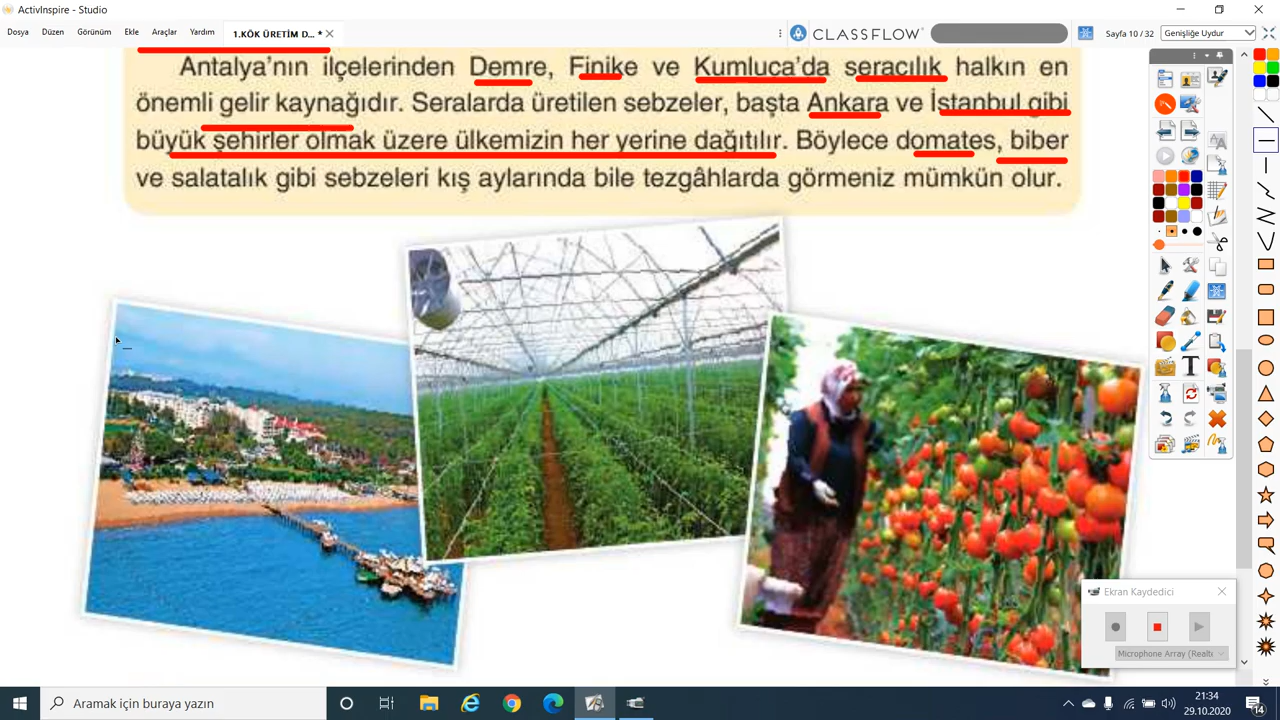 ActivInspire - Studio
Dosya Düzen Görünüm Ekle Araçlar Yardım 1.KÖK ÜRETİM D... * CLASSFLOW Sayfa 10 / 32 Genişliğe Uydur
Antalya'nın ilçelerinden Demre, Finike ve Kumluca'da seracılık halkın en
önemli gelir kaynağıdır. Seralarda üretilen sebzeler, başta Ankara ve İstanbul gibi
büyük şehirler olmak üzere ülkemizin her yerine dağıtılır. Böylece domates, biber
ve salatalık gibi sebzeleri kış aylarında bile tezgâhlarda görmeniz mümkün olur.
Ekran Kaydedici
Microphone Array (Realte
Aramak için buraya yazın
21:34
29.10.2020
14